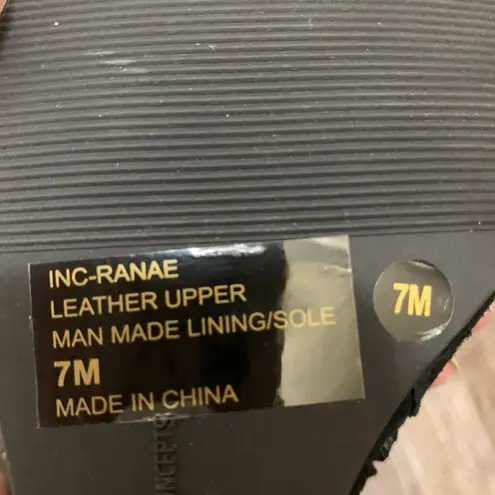 INC-RANAE
LEATHER UPPER
MAN MADE LINING/SOLE
7M
MADE IN CHINA
7M